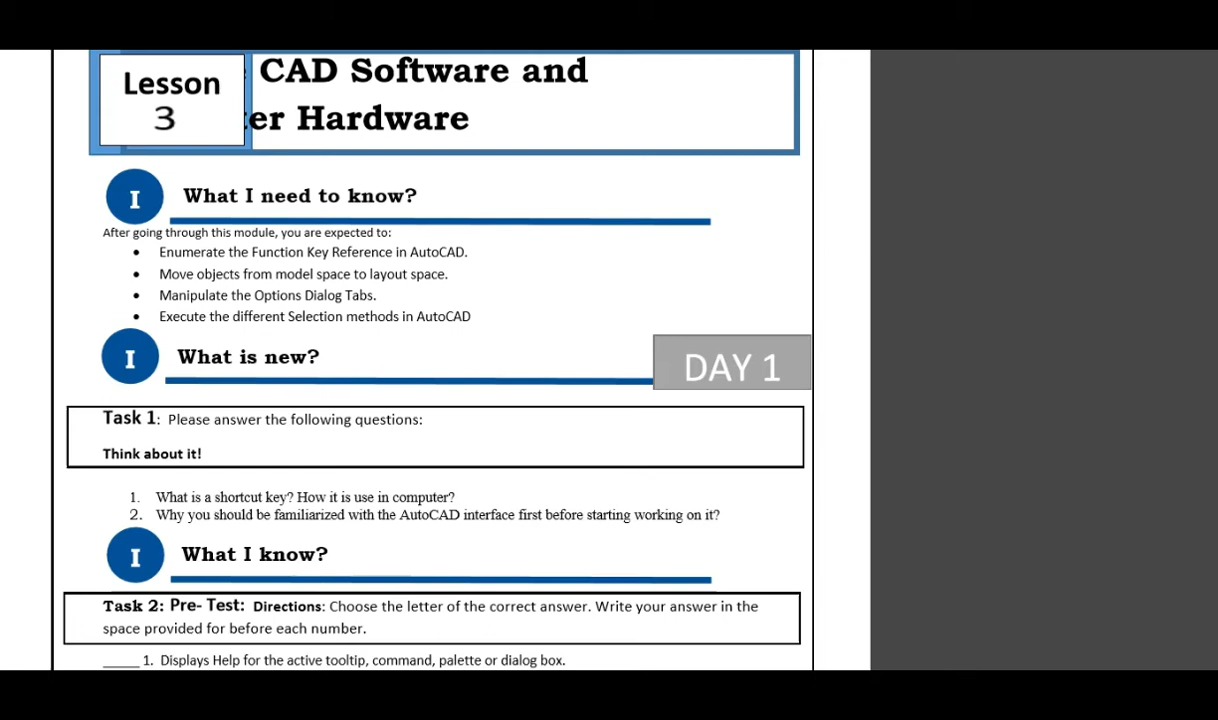 Lesson
3
CAD Software and
er Hardware
I
What I need to know?
After going through this module, you are expected to:
• Enumerate the Function Key Reference in AutoCAD.
• Move objects from model space to layout space.
• Manipulate the Options Dialog Tabs.
• Execute the different Selection methods in AutoCAD
I
What is new?
DAY 1
Task 1: Please answer the following questions:
Think about it!
1. What is a shortcut key? How it is use in computer?
2. Why you should be familiarized with the AutoCAD interface first before starting working on it?
I
What I know?
Task 2: Pre- Test: Directions: Choose the letter of the correct answer. Write your answer in the
space provided for before each number.
_____ 1. Displays Help for the active tooltip, command, palette or dialog box.